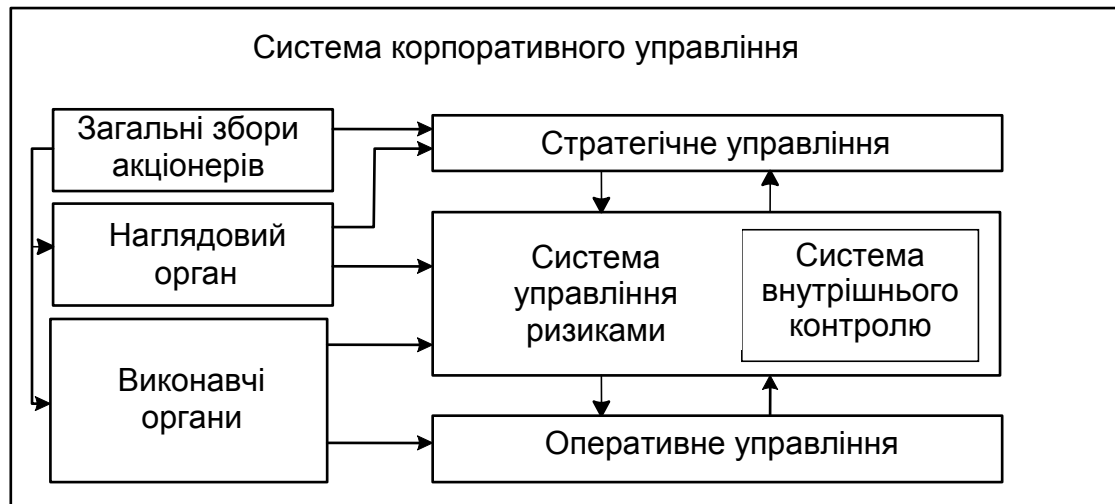 Система корпоративного управління
Загальні збори
акціонерів
Стратегічне управління
Наглядовий
орган
Система
управління
ризиками
Система
внутрішнього
контролю
Виконавчі
органи
Оперативне управління